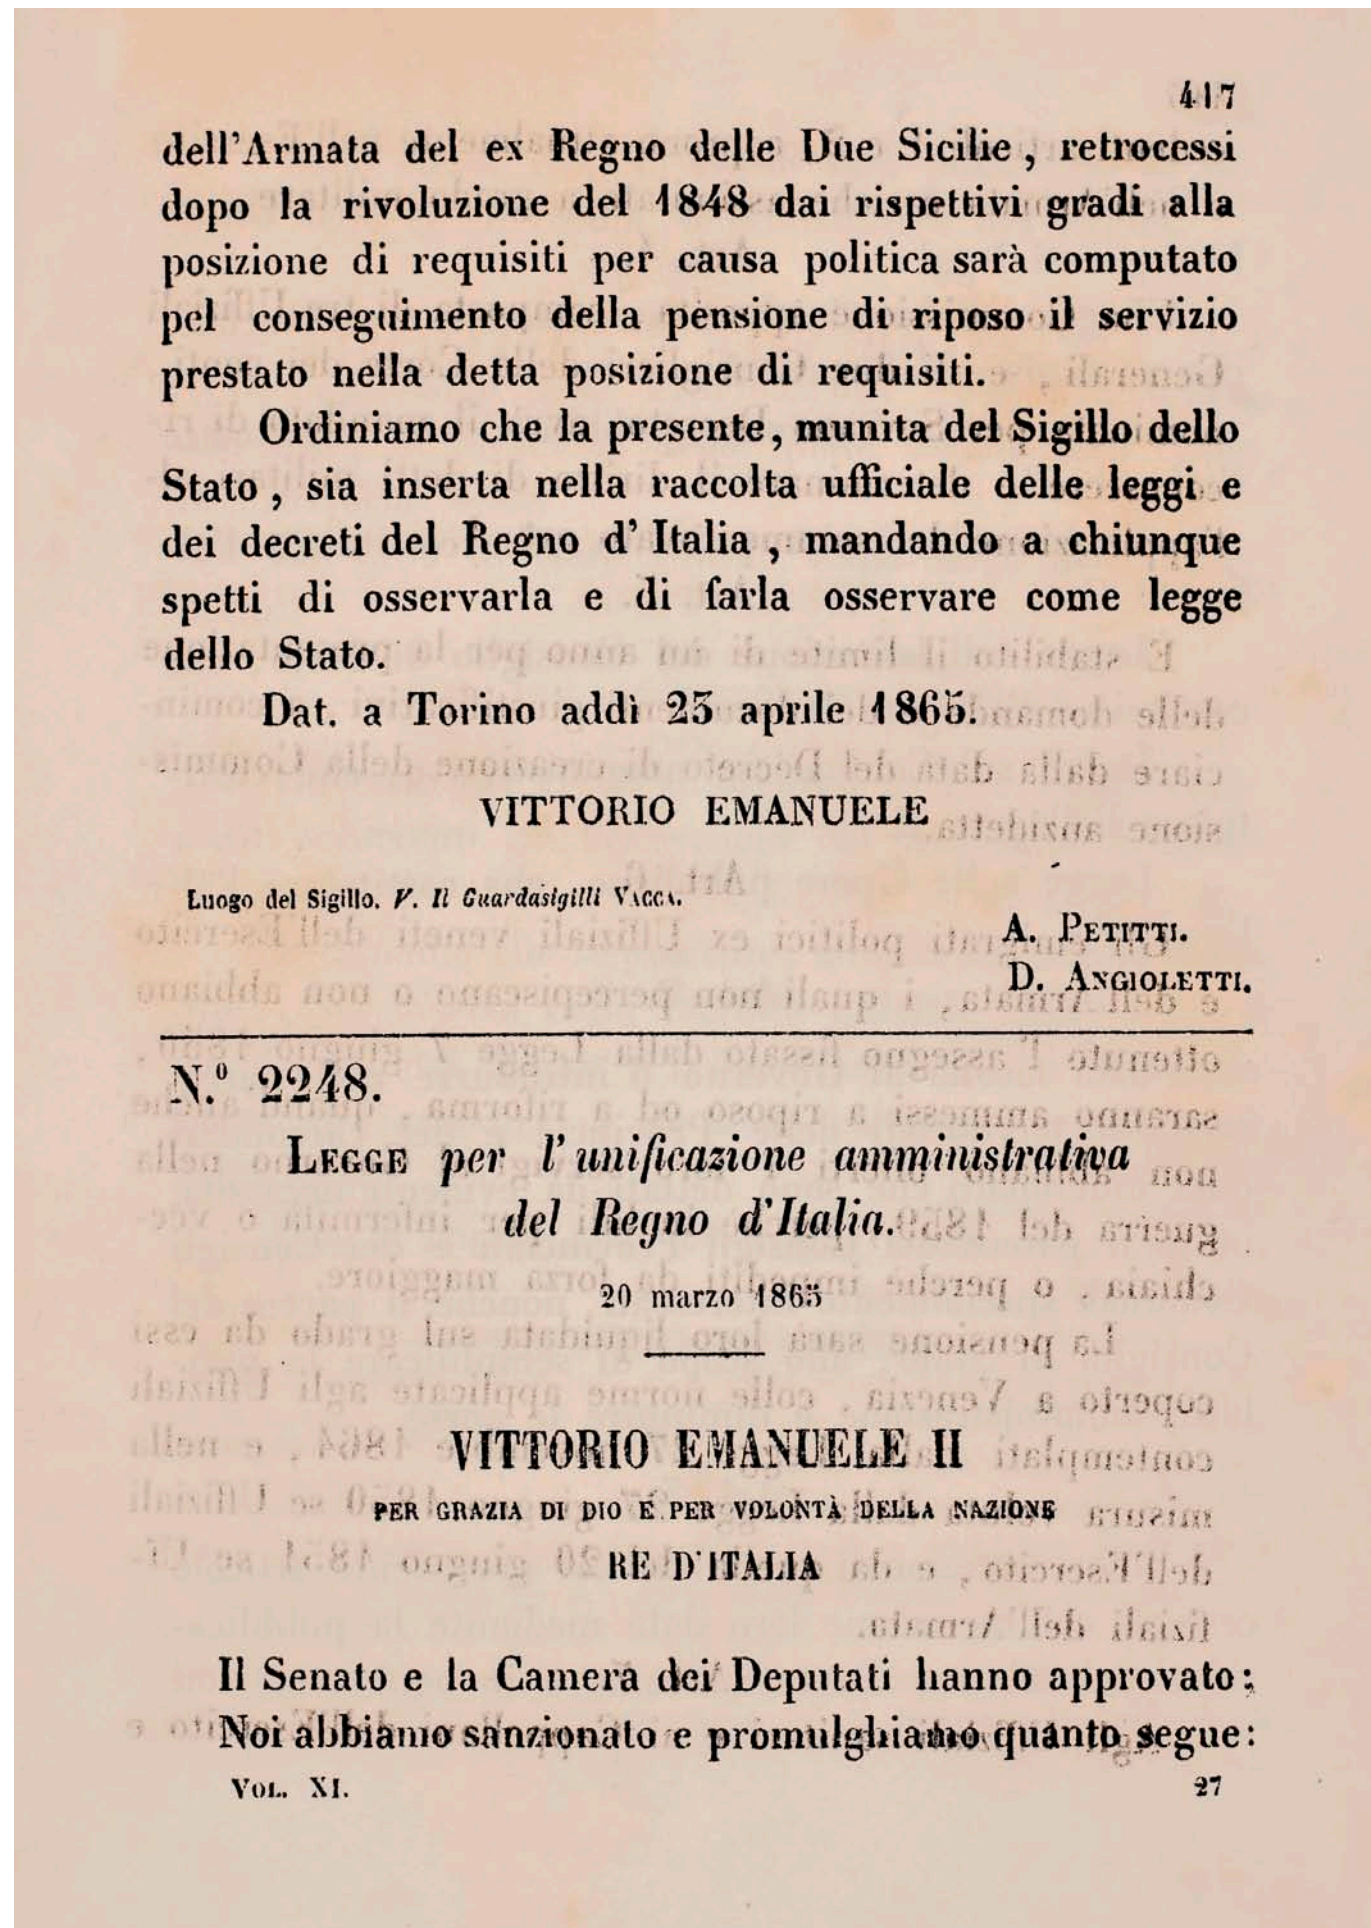 417
dell'Armata del ex Regno delle Due Sicilie, retrocessi
dopo la rivoluzione del 1848 dai rispettivi gradi alla
posizione di requisiti per causa politica sarà computato
pel conseguimento della pensione di riposo il servizio
prestato nella detta posizione di requisiti.
Ordiniamo che la presente, munita del Sigillo dello
Stato, sia inserta nella raccolta ufficiale delle leggi e
dei decreti del Regno d'Italia, mandando a chiunque
spetti di osservarla e di farla osservare come legge
dello Stato.
Dat. a Torino addì 23 aprile 1865.
VITTORIO EMANUELE
Luogo del Sigillo. V. Il Guardasigilli VACCA.
A. PETITTI.
D. ANGIOLETTI.
N.º 2248.
LEGGE per l'unificazione amministrativa
del Regno d'Italia.
20 marzo 1865
VITTORIO EMANUELE II
PER GRAZIA DI DIO E PER VOLONTÀ DELLA NAZIONE
RE D'ITALIA
Il Senato e la Camera dei Deputati hanno approvato;
Noi abbiamo sanzionato e promulghiamo quanto segue:
VOL. XI. 27